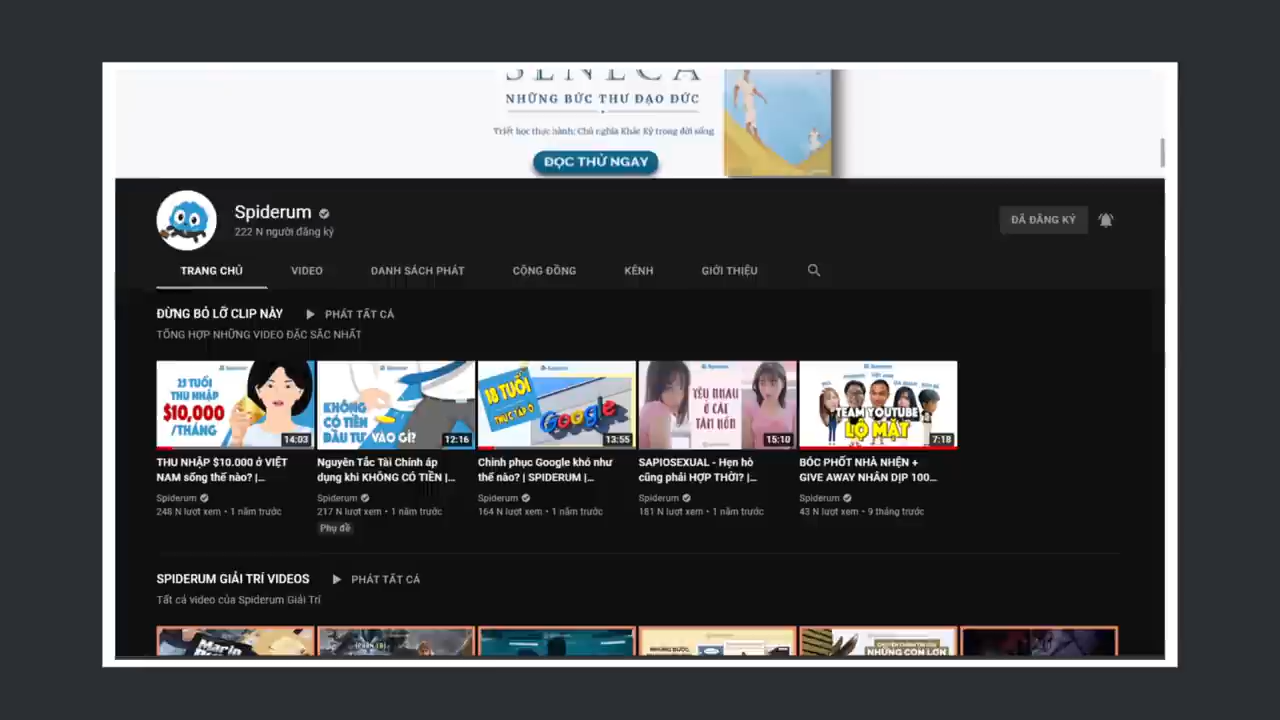 SENECA
NHỮNG BỨC THƯ ĐẠO ĐỨC
Triết học thực hành: Chủ nghĩa Khắc Kỷ trong đời sống
ĐỌC THỬ NGAY
Spiderum
222 N người đăng ký
ĐÃ ĐĂNG KÝ
TRANG CHỦ
VIDEO
DANH SÁCH PHÁT
CỘNG ĐỒNG
KÊNH
GIỚI THIỆU
ĐỪNG BỎ LỠ CLIP NÀY
PHÁT TẤT CẢ
TỔNG HỢP NHỮNG VIDEO ĐẶC SẮC NHẤT
23 TUỔI
THU NHẬP
$10,000
/THÁNG
14:03
KHÔNG
CÓ TIỀN
ĐẦU TƯ VÀO GÌ?
12:16
18 TUỔI
THỰC TẬP Ở
Google
13:55
YÊU NHAU
Ở CÁI
TÂM HỒN
15:10
TEAM YOUTUBE
LỘ MẶT
7:18
THU NHẬP $10.000 ở VIỆT
NAM sống thế nào? |...
Spiderum
248 N lượt xem • 1 năm trước
Nguyên Tắc Tài Chính áp
dụng khi KHÔNG CÓ TIỀN |...
Spiderum
217 N lượt xem • 1 năm trước
Phụ đề
Chinh phục Google khó như
thế nào? | SPIDERUM |...
Spiderum
164 N lượt xem • 1 năm trước
SAPIOSEXUAL - Hẹn hò
cũng phải HỢP THỜI? |...
Spiderum
181 N lượt xem • 1 năm trước
BÓC PHỐT NHÀ NHỆN +
GIVE AWAY NHÂN DỊP 100...
Spiderum
43 N lượt xem • 9 tháng trước
SPIDERUM GIẢI TRÍ VIDEOS
PHÁT TẤT CẢ
Tất cả video của Spiderum Giải Trí
NHỮNG CON LỢN